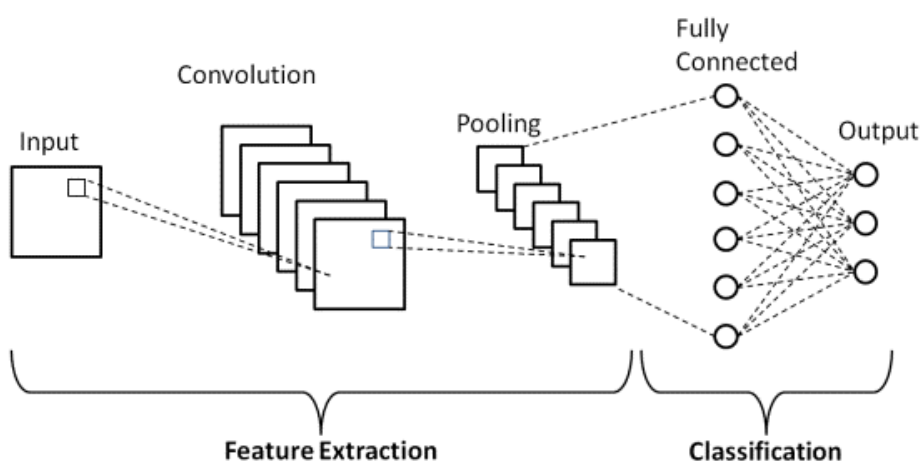 Input
Convolution
Pooling
Fully
Connected
Output
Feature Extraction
Classification